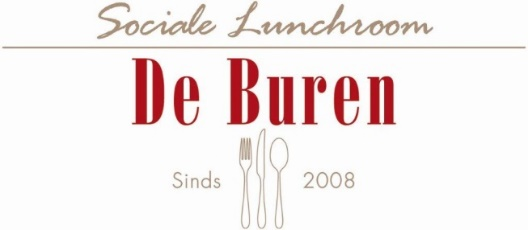 Sociale Lunchroom
De Buren
Sinds 2008